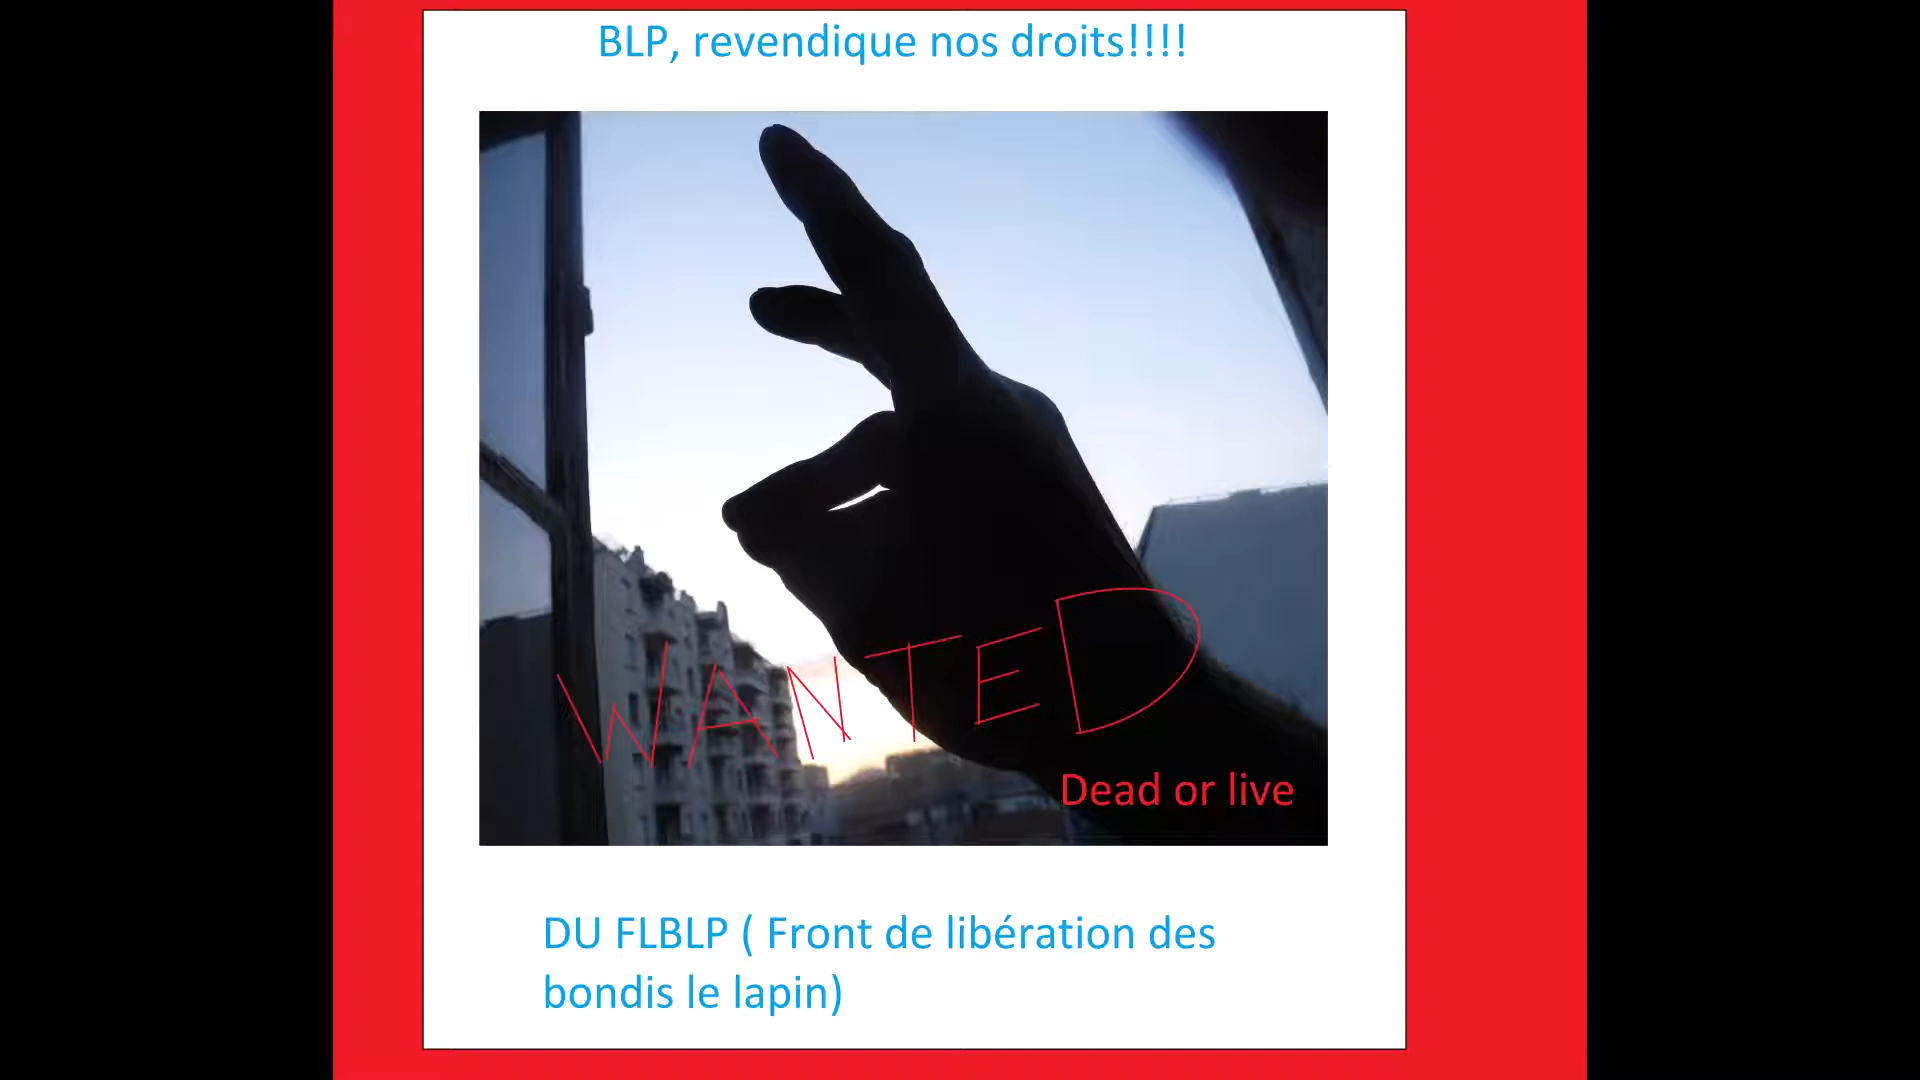 BLP, revendique nos droits!!!!
WANTED
Dead or live
DU FLBLP ( Front de libération des
bondis le lapin)